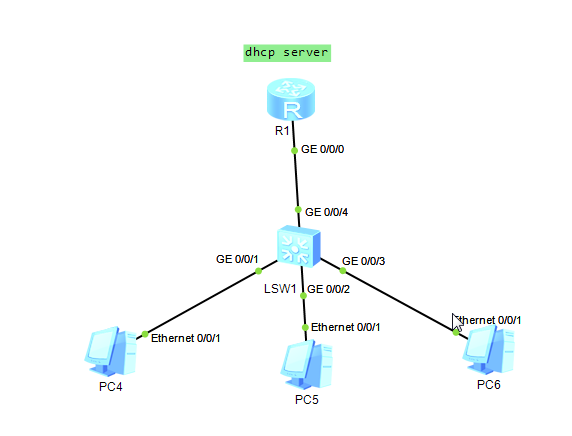 dhcp server
R
R1
GE 0/0/0
GE 0/0/4
GE 0/0/1
GE 0/0/3
LSW1
GE 0/0/2
Ethernet 0/0/1
Ethernet 0/0/1
Ethernet 0/0/1
PC4
PC5
PC6